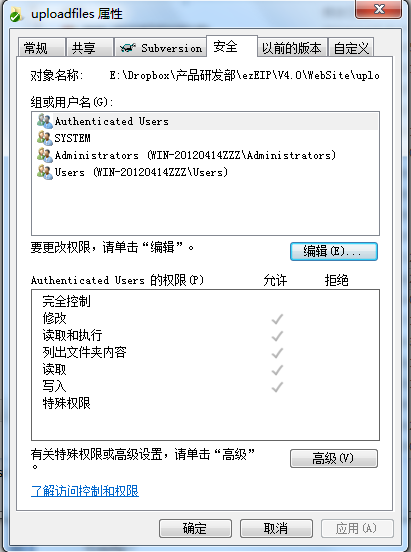 uploadfiles 属性
常规 共享 Subversion 安全 以前的版本 自定义
对象名称: E:\Dropbox\产品研发部\ezEIP\V4.0\WebSite\uplo
组或用户名(G):
Authenticated Users
SYSTEM
Administrators (WIN-20120414ZZZ\Administrators)
Users (WIN-20120414ZZZ\Users)
要更改权限，请单击“编辑”。 编辑(E)...
Authenticated Users 的权限(P) 允许 拒绝
完全控制
修改
读取和执行
列出文件夹内容
读取
写入
特殊权限
有关特殊权限或高级设置，请单击“高级” 高级(V)
。
了解访问控制和权限
确定 取消 应用(A)